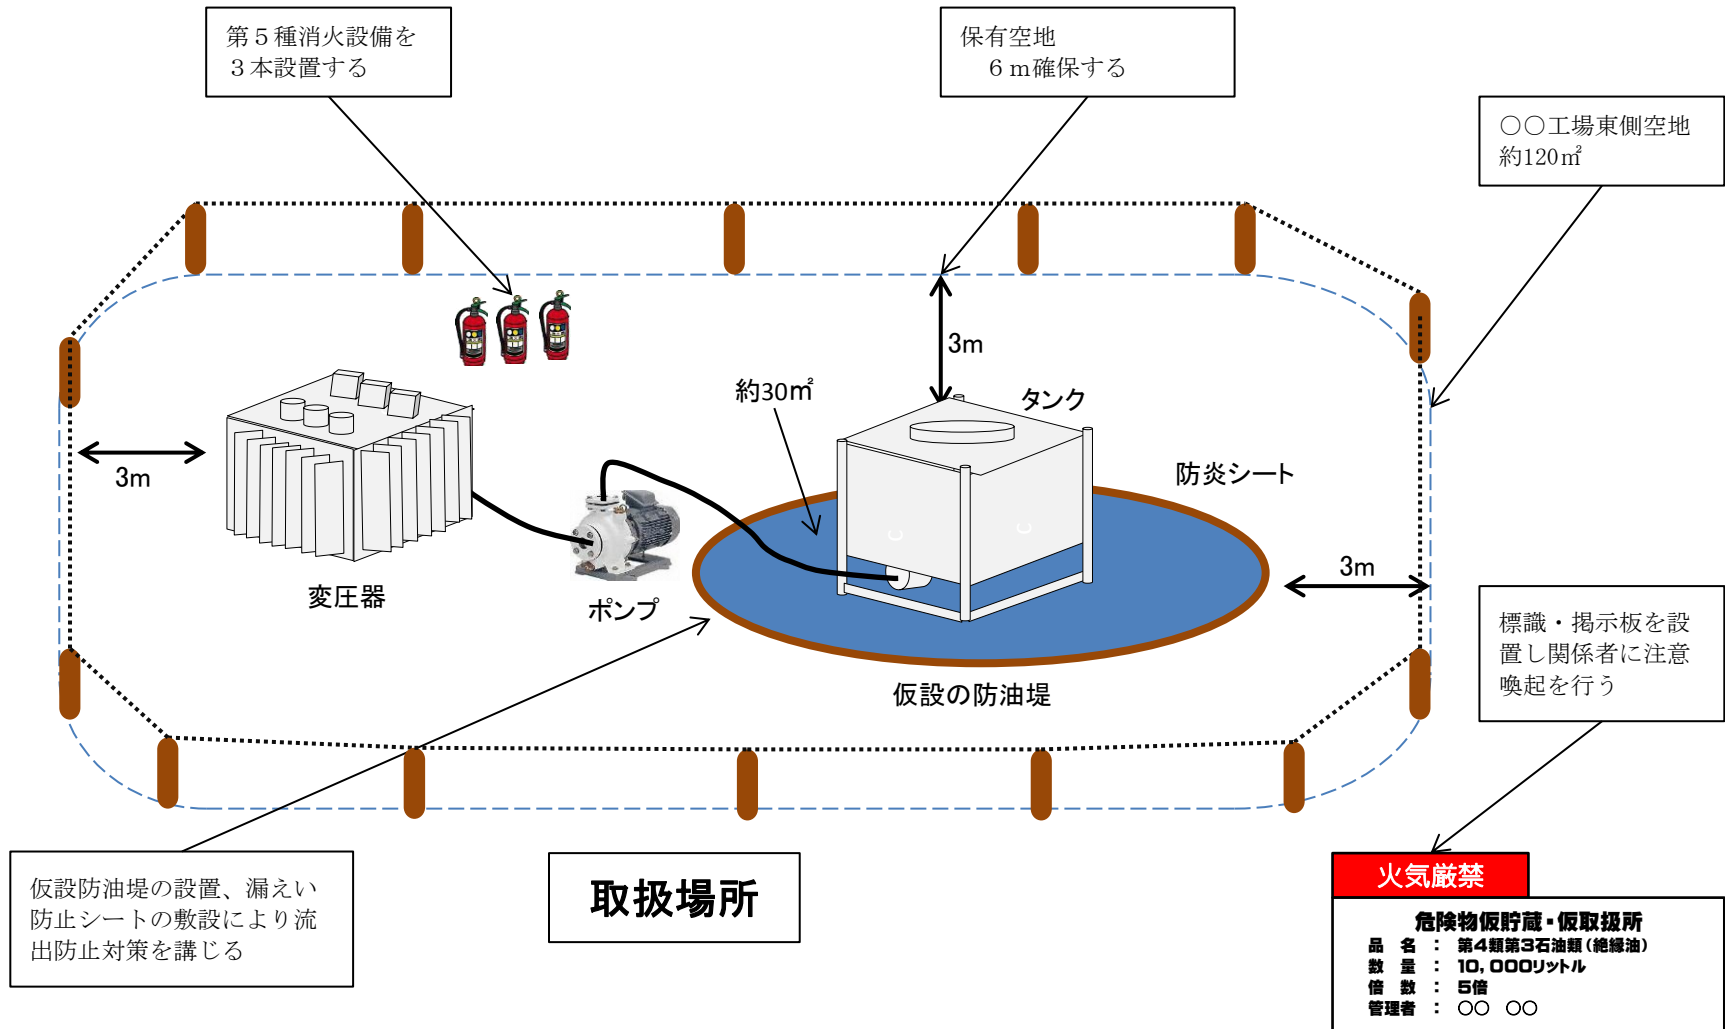 第５種消火設備を
３本設置する
保有空地
６ｍ確保する
〇〇工場東側空地
約120㎡
3m
約30㎡
タンク
防炎シート
3m
3m
変圧器
ポンプ
仮設の防油堤
標識・掲示板を設
置し関係者に注意
喚起を行う
仮設防油堤の設置、漏えい
防止シートの敷設により流
出防止対策を講じる
取扱場所
火気厳禁
危険物仮貯蔵・仮取扱所
品　名　：　第4類第3石油類（絶縁油）
数　量　：　10,000リットル
倍　数　：　5倍
管理者　：　〇〇　〇〇